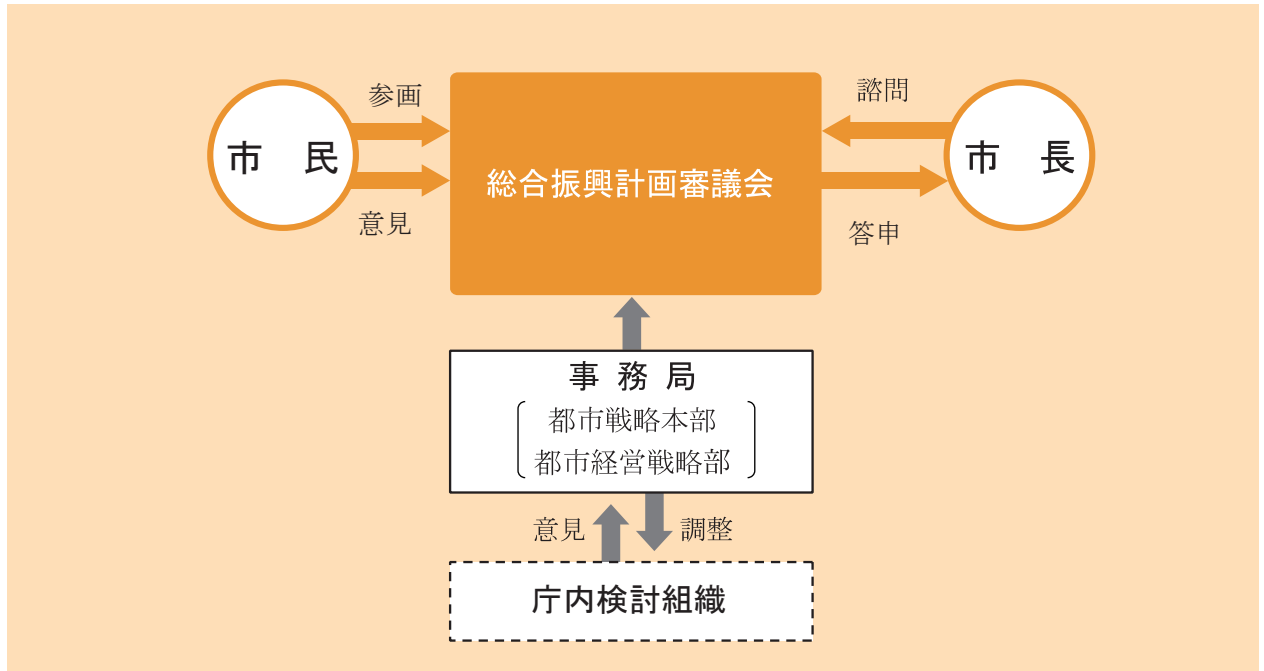 参画
諮問
市　民
総合振興計画審議会
市　長
意見
答申
事 務 局
都市戦略本部
都市経営戦略部
意見
調整
庁内検討組織